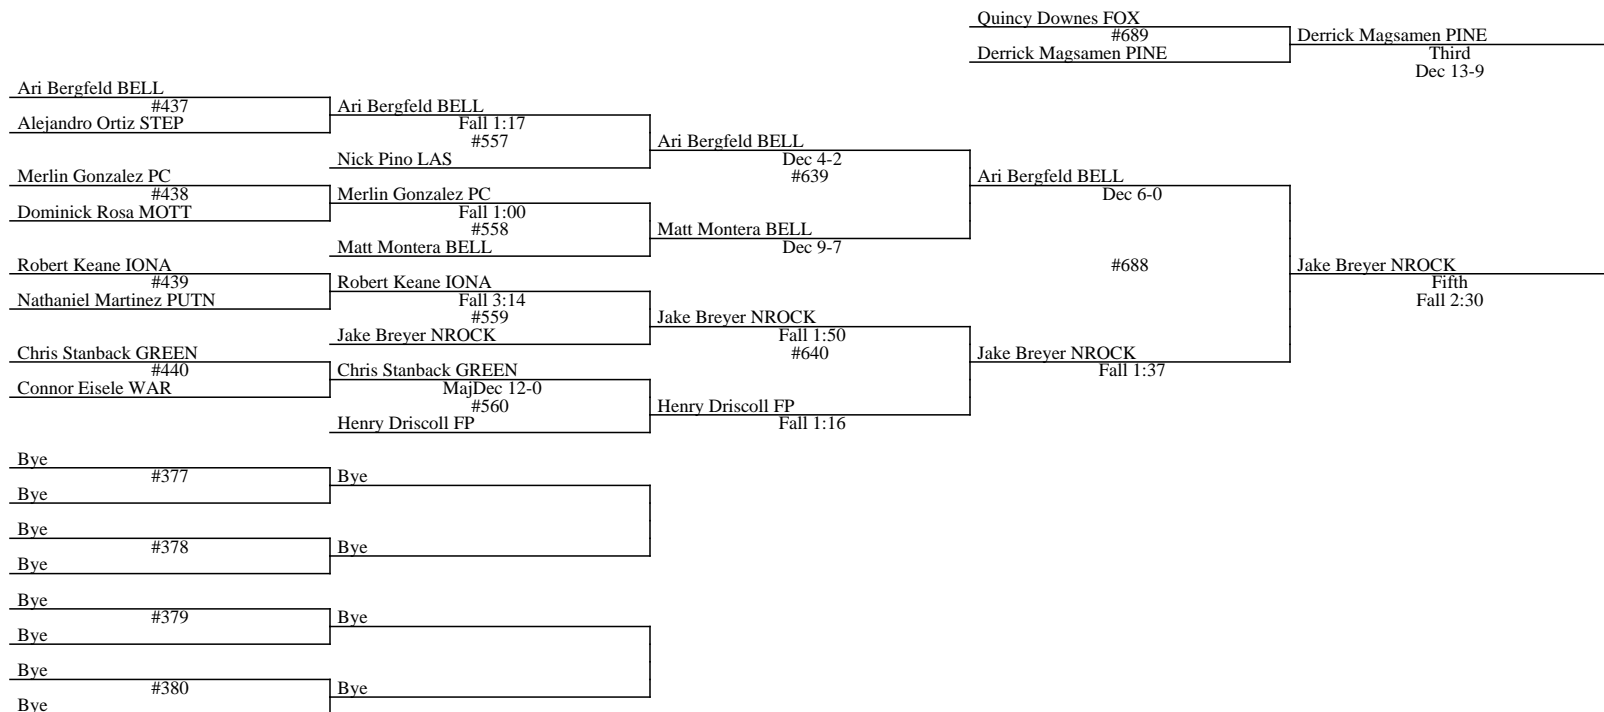 Quincy Downes FOX
#689
Derrick Magsamen PINE
Derrick Magsamen PINE
Third
Dec 13-9
Ari Bergfeld BELL
#437
Alejandro Ortiz STEP
Ari Bergfeld BELL
Fall 1:17
#557
Nick Pino LAS
Ari Bergfeld BELL
Dec 4-2
#639
Merlin Gonzalez PC
#438
Dominick Rosa MOTT
Merlin Gonzalez PC
Fall 1:00
#558
Matt Montera BELL
Matt Montera BELL
Dec 9-7
Ari Bergfeld BELL
Dec 6-0
#688
Robert Keane IONA
#439
Nathaniel Martinez PUTN
Robert Keane IONA
Fall 3:14
#559
Jake Breyer NROCK
Jake Breyer NROCK
Fall 1:50
#640
Chris Stanback GREEN
#440
Connor Eisele WAR
Chris Stanback GREEN
MajDec 12-0
#560
Henry Driscoll FP
Henry Driscoll FP
Fall 1:16
Jake Breyer NROCK
Fall 1:37
Jake Breyer NROCK
Fifth
Fall 2:30
Bye
#377
Bye
Bye
Bye
#378
Bye
Bye
Bye
#379
Bye
Bye
Bye
#380
Bye
Bye